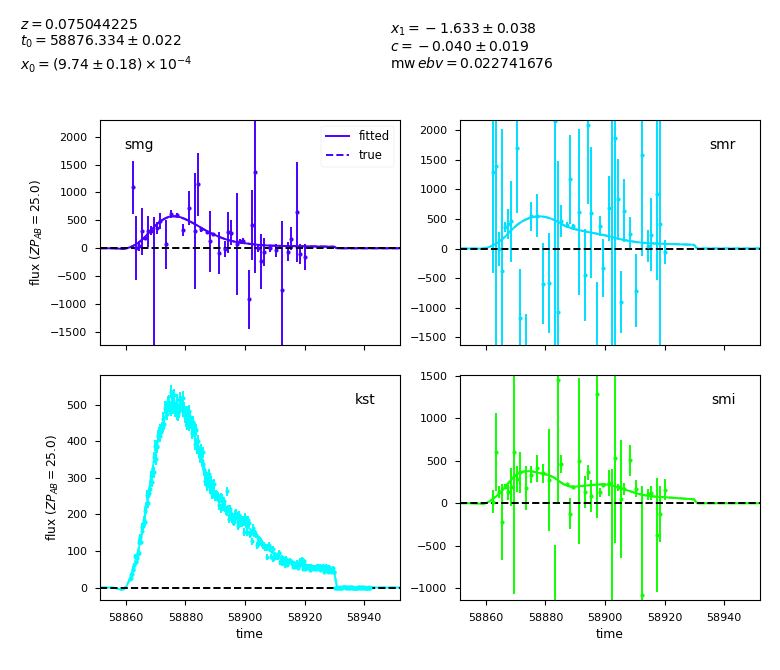 z = 0.075044225
t₀ = 58876.334 ± 0.022
x₀ = (9.74 ± 0.18) × 10⁻⁴
x₁ = −1.633 ± 0.038
c = −0.040 ± 0.019
mw ebv = 0.022741676
smg
fitted
true
2000
1500
1000
500
0
−500
−1000
−1500
flux (ZP_AB = 25.0)
smr
2000
1500
1000
500
0
−500
−1000
−1500
kst
500
400
300
200
100
0
flux (ZP_AB = 25.0)
58860 58880 58900 58920 58940
time
smi
1500
1000
500
0
−500
−1000
58860 58880 58900 58920 58940
time